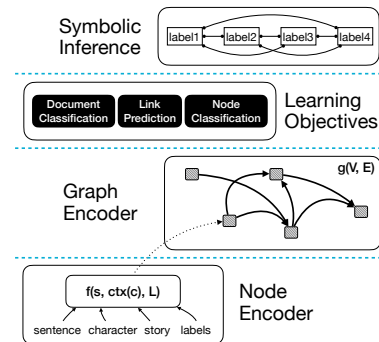 Symbolic
Inference
label1 label2 label3 label4
Document
Classification
Link
Prediction
Node
Classification
Learning
Objectives
Graph
Encoder
g(V, E)
f(s, ctx(c), L)
sentence character story labels
Node
Encoder